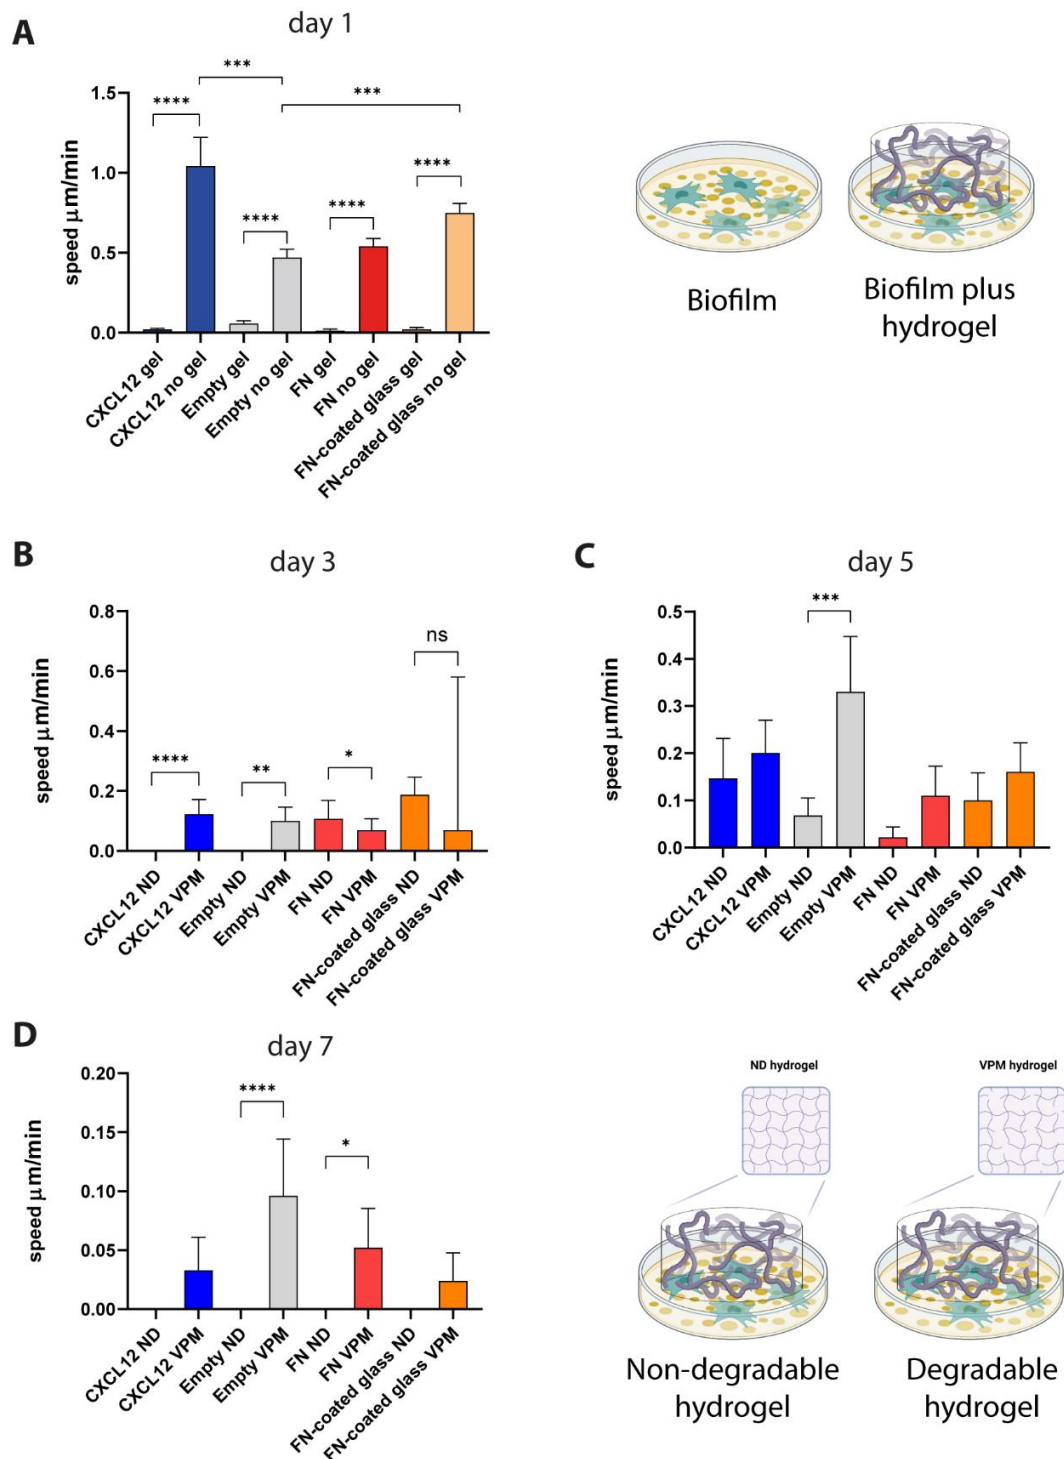 A
day 1
speed μm/min
1.5
1.0
0.5
0.0
****
***
****
****
***
****
CXCL12 gel
CXCL12 no gel
Empty gel
Empty no gel
FN gel
FN no gel
FN-coated glass gel
FN-coated glass no gel
Biofilm
Biofilm plus
hydrogel
B
day 3
speed μm/min
0.8
0.6
0.4
0.2
0.0
****
**
*
ns
CXCL12 ND
CXCL12 VPM
Empty ND
Empty VPM
FN ND
FN VPM
FN-coated glass ND
FN-coated glass VPM
C
day 5
speed μm/min
0.5
0.4
0.3
0.2
0.1
0.0
***
CXCL12 ND
CXCL12 VPM
Empty ND
Empty VPM
FN ND
FN VPM
FN-coated glass ND
FN-coated glass VPM
D
day 7
speed μm/min
0.20
0.15
0.10
0.05
0.00
****
*
CXCL12 ND
CXCL12 VPM
Empty ND
Empty VPM
FN ND
FN VPM
FN-coated glass ND
FN-coated glass VPM
ND hydrogel
VPM hydrogel
Non-degradable
hydrogel
Degradable
hydrogel